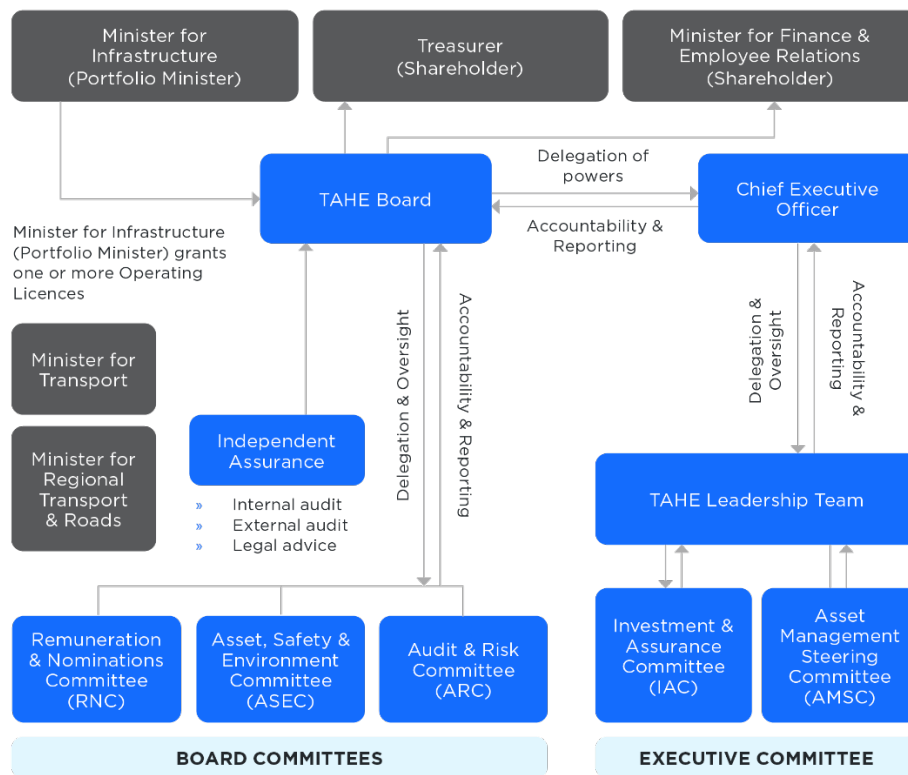 Minister for
Infrastructure
(Portfolio Minister)
Treasurer
(Shareholder)
Minister for Finance &
Employee Relations
(Shareholder)
TAHE Board
Delegation of
powers
Accountability &
Reporting
Chief Executive
Officer
Minister for Infrastructure
(Portfolio Minister) grants
one or more Operating
Licences
Minister for
Transport
Minister for
Regional
Transport
& Roads
Independent
Assurance
» Internal audit
» External audit
» Legal advice
Delegation & Oversight
Accountability & Reporting
Delegation &
Oversight
Accountability &
Reporting
TAHE Leadership Team
Remuneration
& Nominations
Committee
(RNC)
Asset, Safety &
Environment
Committee
(ASEC)
Audit & Risk
Committee
(ARC)
Investment &
Assurance
Committee
(IAC)
Asset
Management
Steering
Committee
(AMSC)
BOARD COMMITTEES
EXECUTIVE COMMITTEE